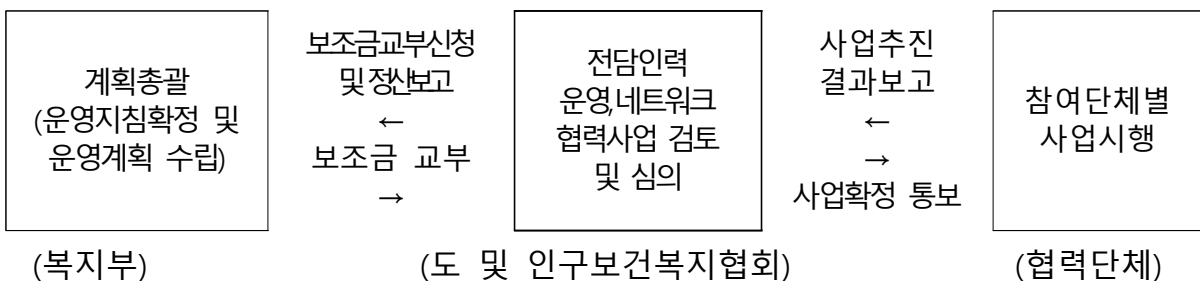 계획총괄
(운영지침확정 및
운영계획 수립)
보조금교부신청
및 정산보고
←
보조금 교부
→
전담인력
운영,네트워크
협력사업 검토
및 심의
사업추진
결과보고
←
→
사업확정 통보
참여단체별
사업시행
(복지부)
(도 및 인구보건복지협회)
(협력단체)